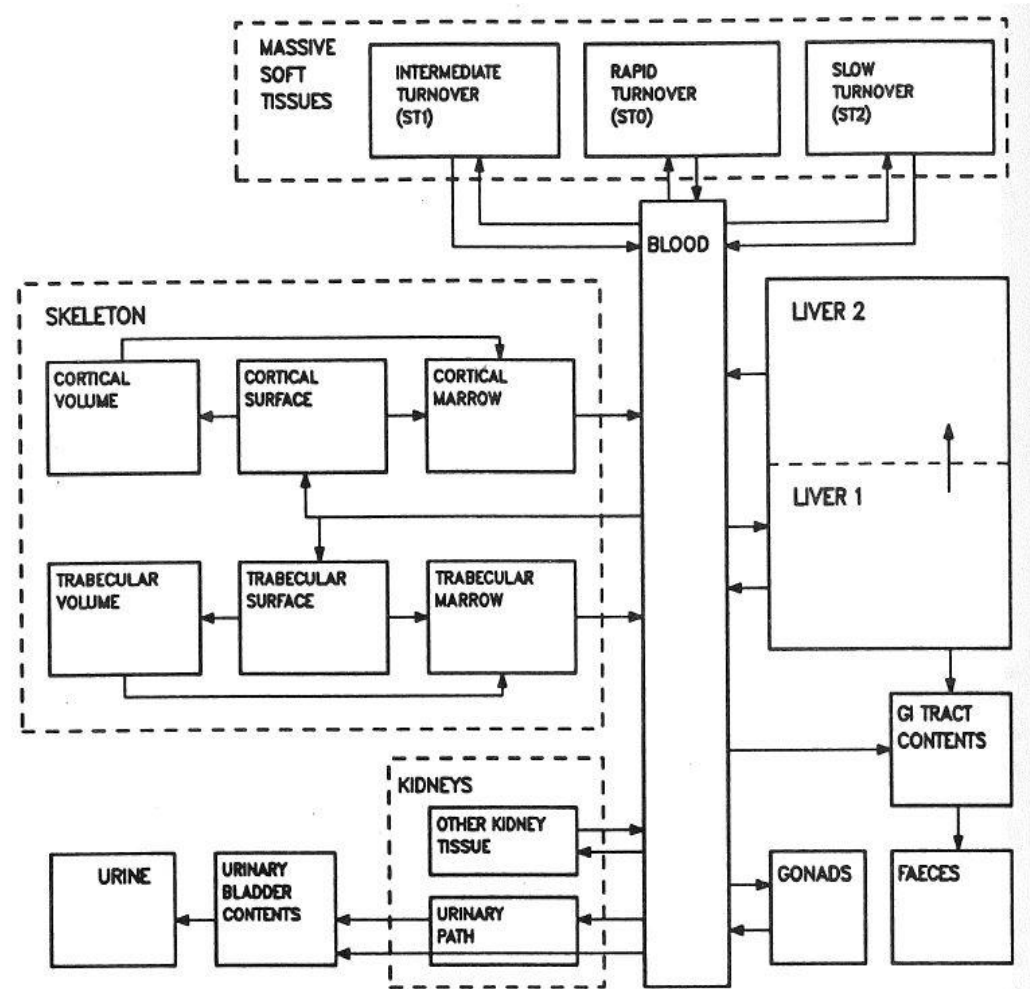 MASSIVE
SOFT
TISSUES
INTERMEDIATE
TURNOVER
(ST1)
RAPID
TURNOVER
(ST0)
SLOW
TURNOVER
(ST2)
BLOOD
SKELETON
CORTICAL
VOLUME
CORTICAL
SURFACE
CORTICAL
MARROW
TRABECULAR
VOLUME
TRABECULAR
SURFACE
TRABECULAR
MARROW
LIVER 2
LIVER 1
GI TRACT
CONTENTS
KIDNEYS
OTHER KIDNEY
TISSUE
URINARY
PATH
URINARY
BLADDER
CONTENTS
URINE
GONADS
FAECES